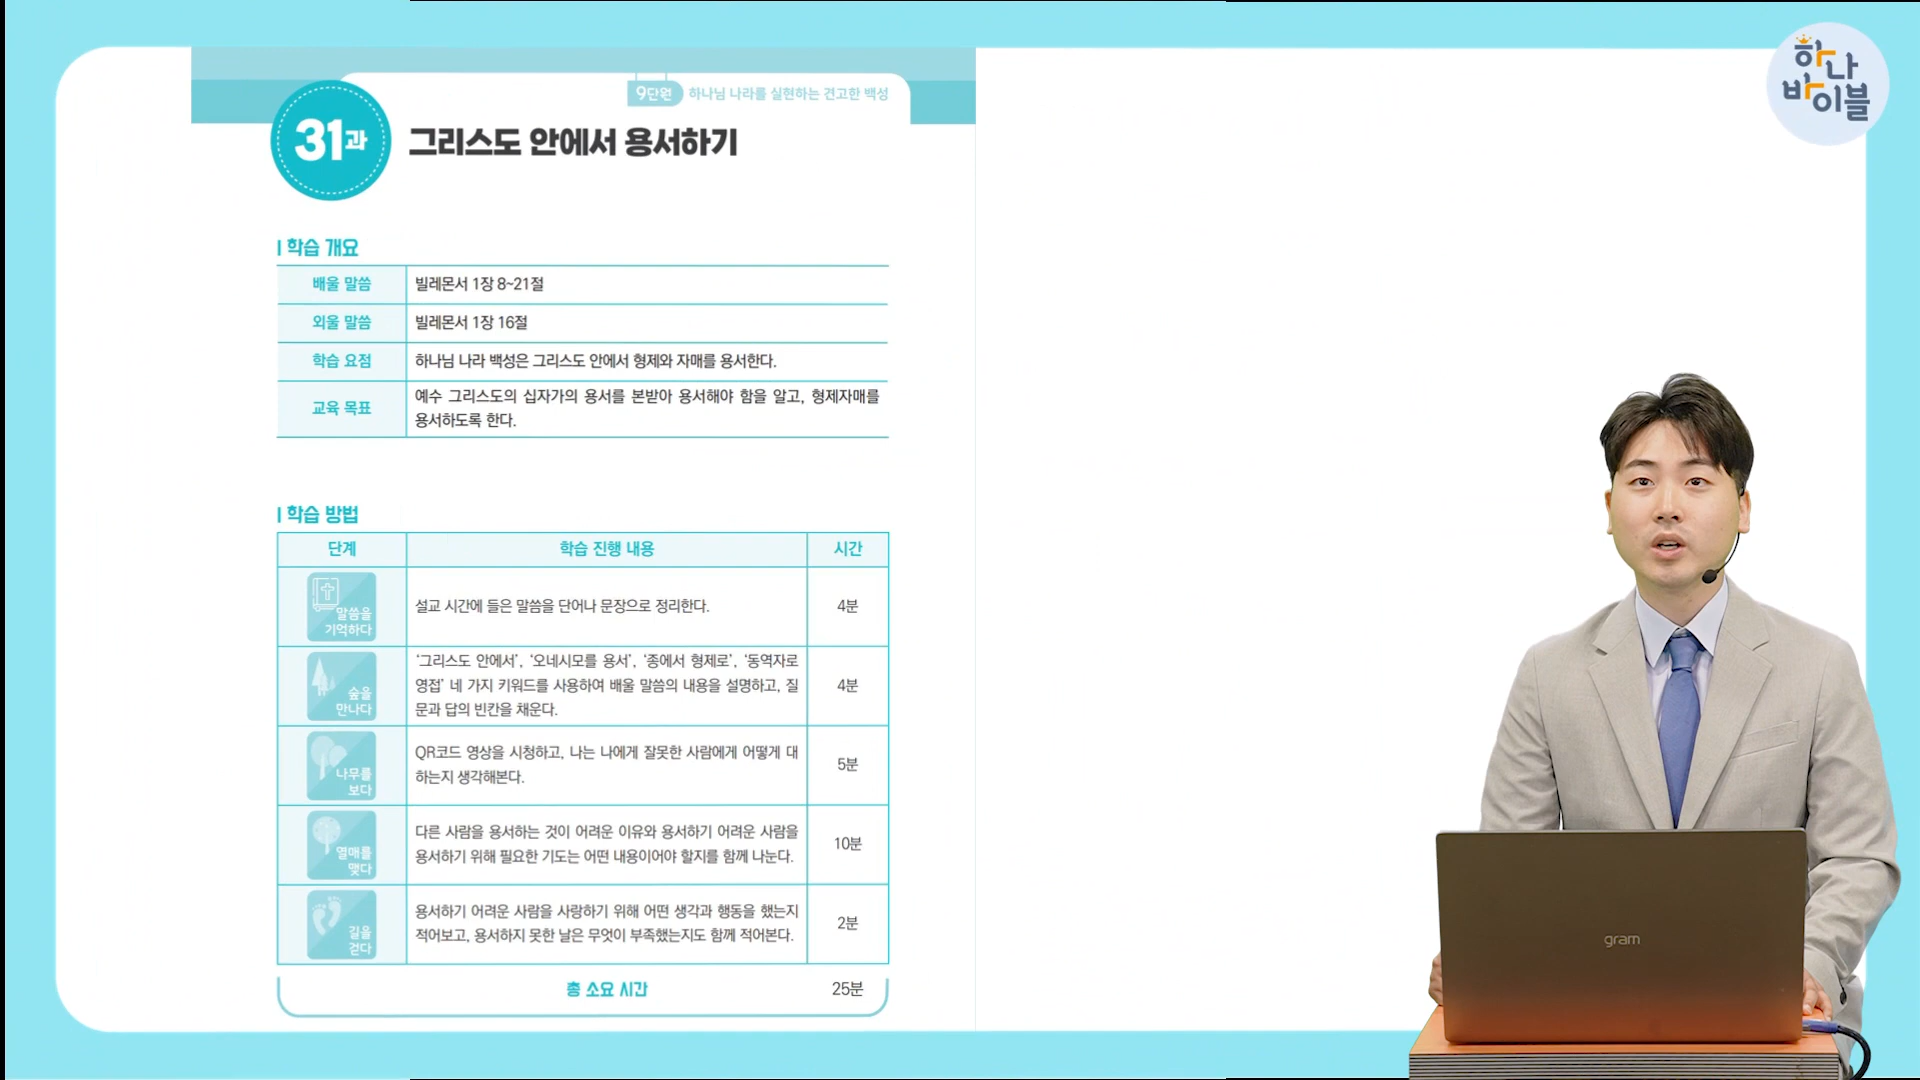 하나
바이블
9단원 하나님 나라를 실현하는 견고한 백성
31과 그리스도 안에서 용서하기
학습 개요
배울 말씀 빌레몬서 1장 8~21절
외울 말씀 빌레몬서 1장 16절
학습 요점 하나님 나라 백성은 그리스도 안에서 형제와 자매를 용서한다.
교육 목표 예수 그리스도의 십자가의 용서를 본받아 용서해야 함을 알고, 형제자매를
용서하도록 한다.
학습 방법
단계 학습 진행 내용 시간
말씀을
기억하다
설교 시간에 들은 말씀을 단어나 문장으로 정리한다.
4분
숲을
만나다
‘그리스도 안에서’, ‘오네시모를 용서’, ‘종에서 형제로’, ‘동역자로
영접’ 네 가지 키워드를 사용하여 배울 말씀의 내용을 설명하고, 질
문과 답의 빈칸을 채운다.
4분
나무를
보다
QR코드 영상을 시청하고, 나는 나에게 잘못한 사람에게 어떻게 대
하는지 생각해본다.
5분
열매를
맺다
다른 사람을 용서하는 것이 어려운 이유와 용서하기 어려운 사람을
용서하기 위해 필요한 기도는 어떤 내용이어야 할지를 함께 나눈다.
10분
길을
걷다
용서하기 어려운 사람을 사랑하기 위해 어떤 생각과 행동을 했는지
적어보고, 용서하지 못한 날은 무엇이 부족했는지도 함께 적어본다.
2분
총 소요 시간 25분
gram